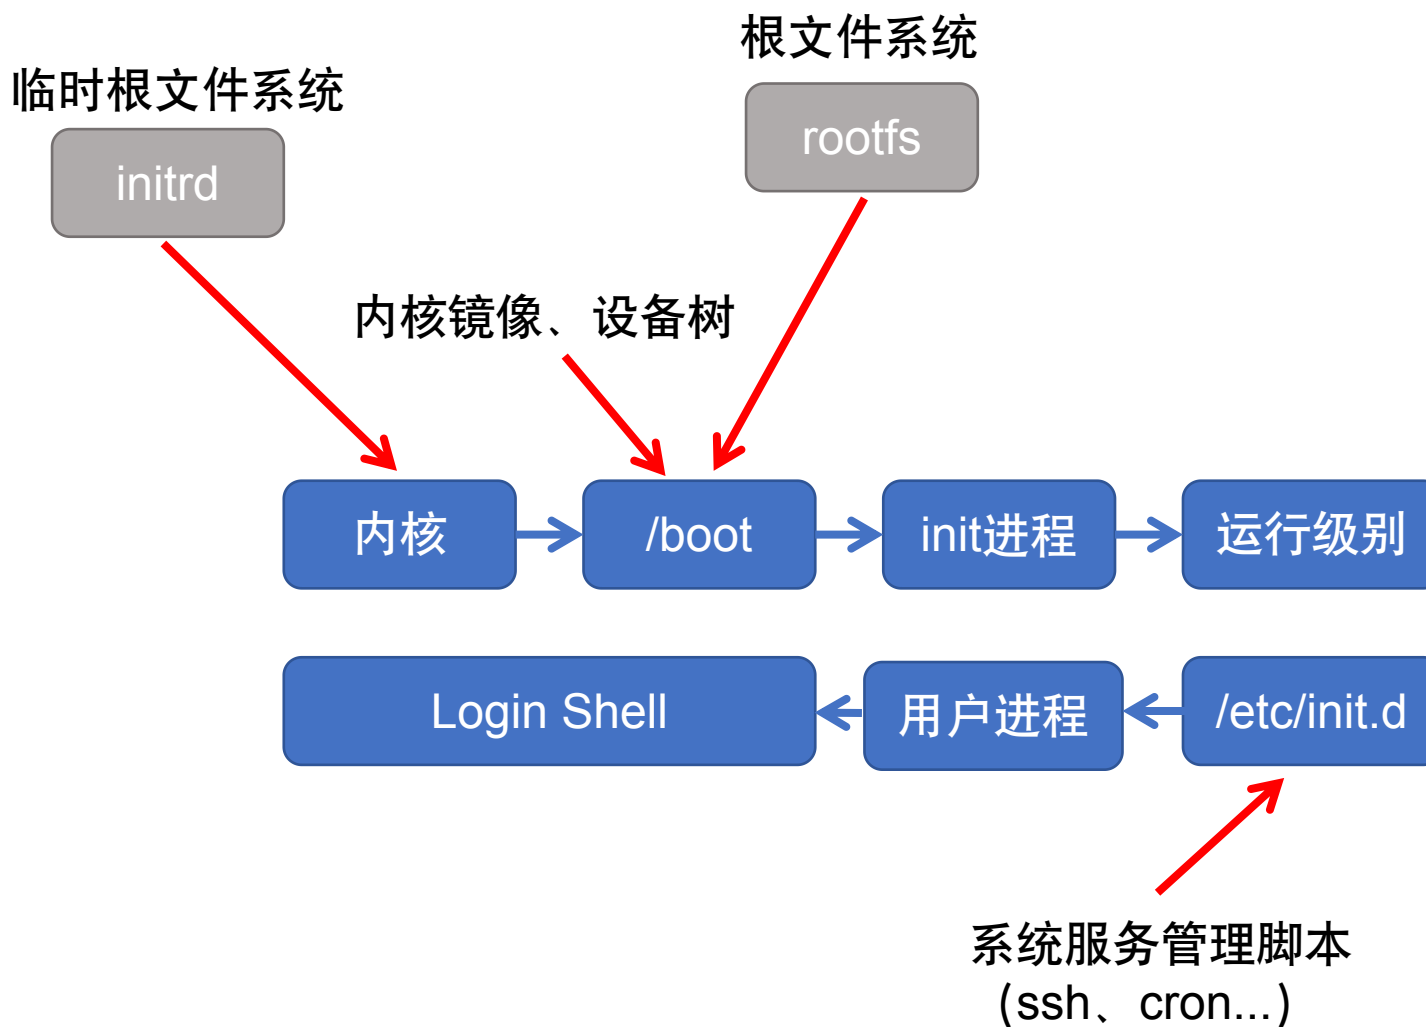 根文件系统
临时根文件系统
rootfs
initrd
内核镜像、设备树
内核
/boot
init进程
运行级别
Login Shell
用户进程
/etc/init.d
系统服务管理脚本
(ssh、cron...)